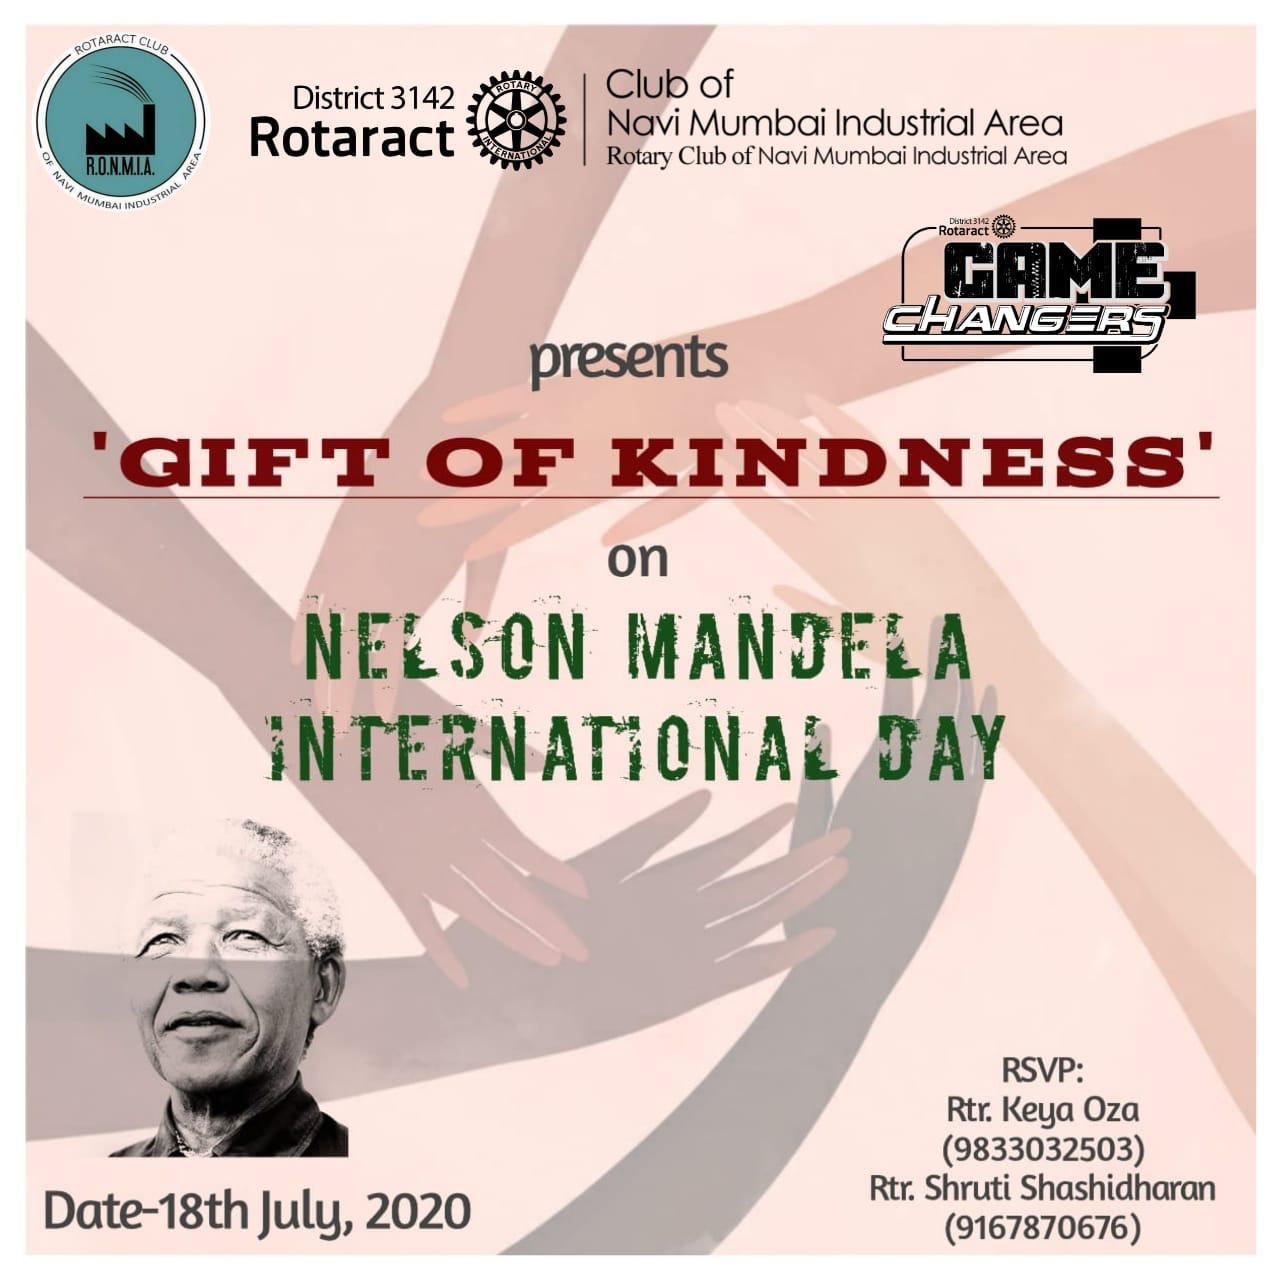 ROTARACT CLUB
R.O.N.M.I.A.
OF NAVI MUMBAI INDUSTRIAL AREA
District 3142
Rotaract
ROTARY
INTERNATIONAL
Club of
Navi Mumbai Industrial Area
Rotary Club of Navi Mumbai Industrial Area
District 3142
Rotaract
GAME
CHANGERS
presents
'GIFT OF KINDNESS'
on
NELSON MANDELA
INTERNATIONAL DAY
RSVP:
Rtr. Keya Oza
(9833032503)
Rtr. Shruti Shashidharan
(9167870676)
Date-18th July, 2020